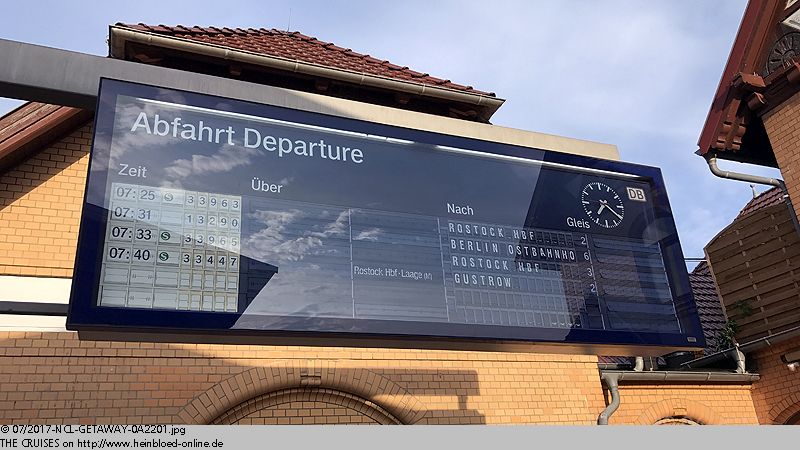 Abfahrt Departure
Zeit Über Nach Gleis DB
07:25 S 33963 ROSTOCK HBF 2
07:31 1320 BERLIN OSTBAHNHO 6
07:33 S 33965 ROSTOCK HBF 3
07:40 S 33447 Rostock Hbf-Laage (M) GUSTROW 2
© 07/2017-NCL-GETAWAY-0A2201.jpg
THE CRUISES on http://www.heinbloed-online.de